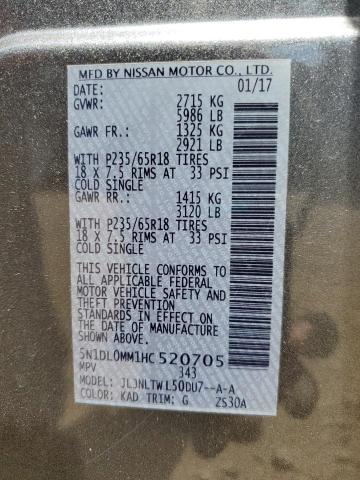 MFD BY NISSAN MOTOR CO., LTD.
DATE: 01/17
GVWR: 2715 KG
5986 LB
GAWR FR.: 1325 KG
2921 LB
WITH P235/65R18 TIRES
18 X 7.5 RIMS AT 33 PSI
COLD SINGLE
GAWR RR.: 1415 KG
3120 LB
WITH P235/65R18 TIRES
18 X 7.5 RIMS AT 33 PSI
COLD SINGLE
THIS VEHICLE CONFORMS TO
ALL APPLICABLE FEDERAL
MOTOR VEHICLE SAFETY AND
THEFT PREVENTION
STANDARDS IN EFFECT ON
THE DATE OF MANUFACTURE
SHOWN ABOVE.
5N1DL0MM1HC 520705
MPV 343
MODEL: JL3NLTWL50DU7--A-A
COLOR: KAD TRIM: G ZS30A